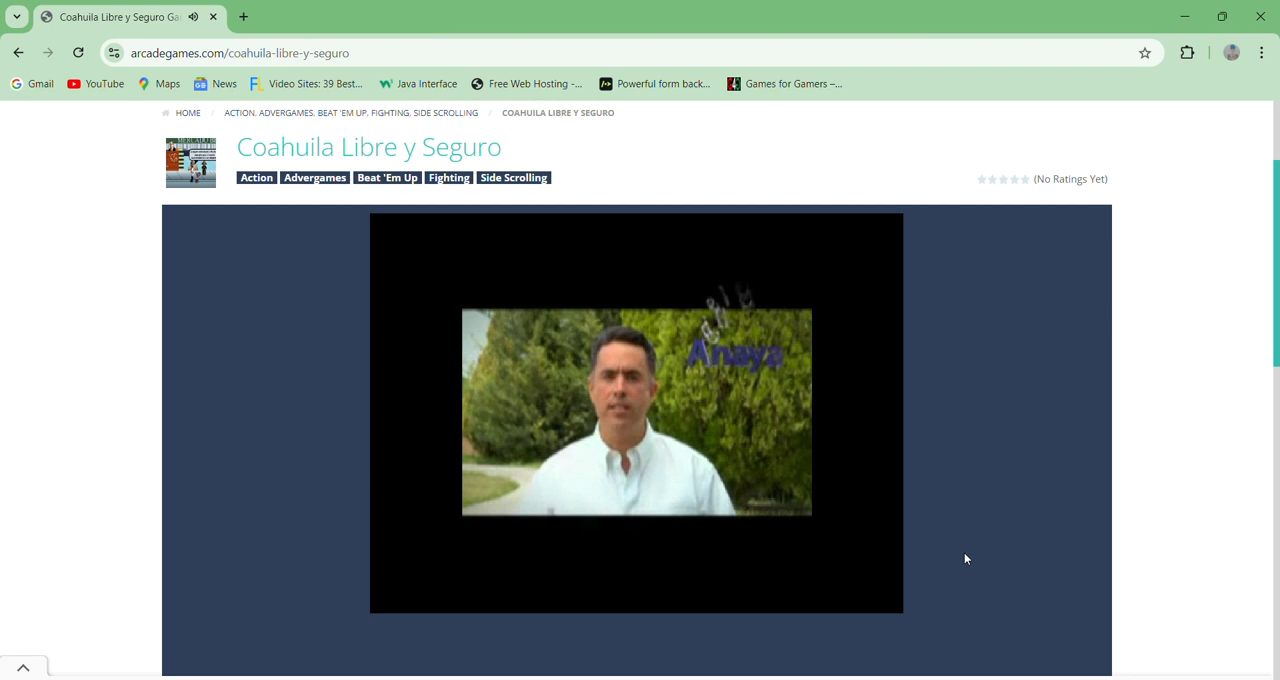 Coahuila Libre y Seguro Ga
arcadegames.com/coahuila-libre-y-seguro
Gmail YouTube Maps News Video Sites: 39 Best... Java Interface Free Web Hosting -... Powerful form back... Games for Gamers –...
HOME / ACTION, ADVERGAMES, BEAT 'EM UP, FIGHTING, SIDE SCROLLING / COAHUILA LIBRE Y SEGURO
Coahuila Libre y Seguro
Action Advergames Beat 'Em Up Fighting Side Scrolling
(No Ratings Yet)
Anaya